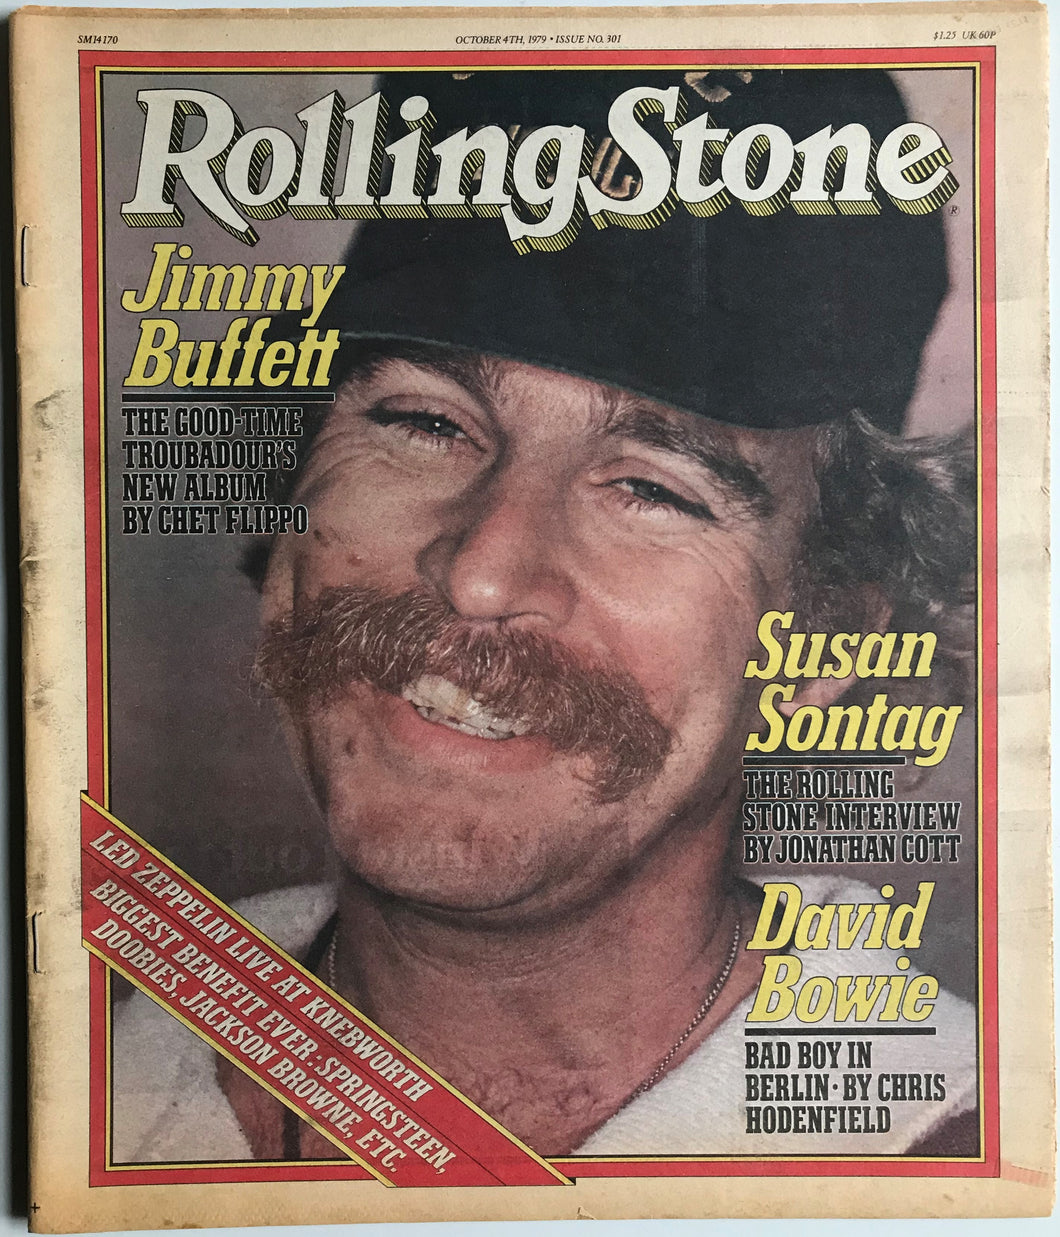 SM14170
OCTOBER 4TH, 1979 • ISSUE NO. 301
$1.25 UK 60P
RollingStone
®
Jimmy
Buffett
THE GOOD-TIME
TROUBADOUR'S
NEW ALBUM
BY CHET FLIPPO
Susan
Sontag
THE ROLLING
STONE INTERVIEW
BY JONATHAN COTT
David
Bowie
BAD BOY IN
BERLIN • BY CHRIS
HODENFIELD
LED ZEPPELIN LIVE AT KNEBWORTH
BIGGEST BENEFIT EVER: SPRINGSTEEN,
DOOBIES, JACKSON BROWNE, ETC.